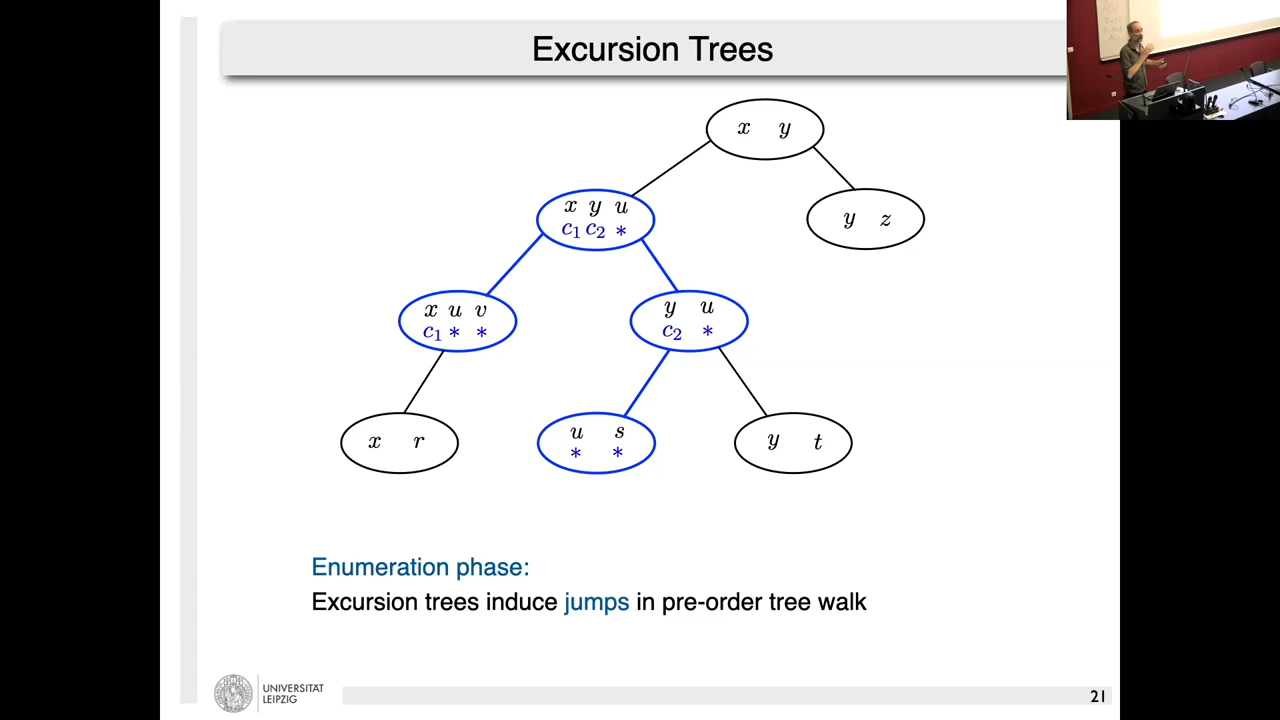 Excursion Trees
x y
x y u
c₁ c₂ *
y z
x u v
c₁ * *
y u
c₂ *
x r
u s
* *
y t
Enumeration phase:
Excursion trees induce jumps in pre-order tree walk
UNIVERSITÄT
LEIPZIG
21